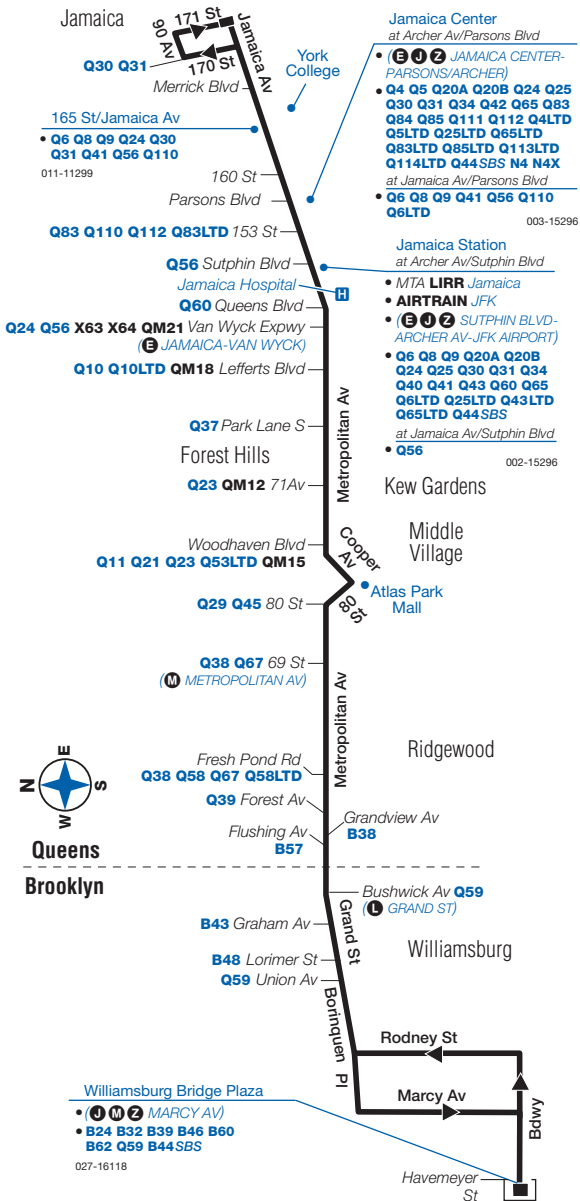 Jamaica
171 St
90 Av
170 St
Jamaica Av
Q30 Q31
Merrick Blvd
York
College
165 St/Jamaica Av
• Q6 Q8 Q9 Q24 Q30
Q31 Q41 Q56 Q110
011-11299
Jamaica Center
at Archer Av/Parsons Blvd
• (E J Z JAMAICA CENTER-
PARSONS/ARCHER)
• Q4 Q5 Q20A Q20B Q24 Q25
Q30 Q31 Q34 Q42 Q65 Q83
Q84 Q85 Q111 Q112 Q4LTD
Q5LTD Q25LTD Q65LTD
Q83LTD Q85LTD Q113LTD
Q114LTD Q44SBS N4 N4X
at Jamaica Av/Parsons Blvd
• Q6 Q8 Q9 Q41 Q56 Q110
Q6LTD
003-15296
160 St
Parsons Blvd
Q83 Q110 Q112 Q83LTD 153 St
Q56 Sutphin Blvd
Jamaica Hospital H
Q60 Queens Blvd
Q24 Q56 X63 X64 QM21 Van Wyck Expwy
(E JAMAICA-VAN WYCK)
Q10 Q10LTD QM18 Lefferts Blvd
Jamaica Station
at Archer Av/Sutphin Blvd
• MTA LIRR Jamaica
• AIRTRAIN JFK
• (E J Z SUTPHIN BLVD-
ARCHER AV-JFK AIRPORT)
• Q6 Q8 Q9 Q20A Q20B
Q24 Q25 Q30 Q31 Q34
Q40 Q41 Q43 Q60 Q65
Q6LTD Q25LTD Q43LTD
Q65LTD Q44SBS
at Jamaica Av/Sutphin Blvd
• Q56
002-15296
Metropolitan Av
Q37 Park Lane S
Forest Hills
Q23 QM12 71Av
Kew Gardens
Middle
Village
Woodhaven Blvd
Q11 Q21 Q23 Q53LTD QM15
Cooper
Av
80 St
Atlas Park
Mall
Q29 Q45 80 St
Q38 Q67 69 St
(M METROPOLITAN AV)
Metropolitan Av
Ridgewood
Fresh Pond Rd
Q38 Q58 Q67 Q58LTD
Q39 Forest Av
Grandview Av
B38
Flushing Av
B57
E
N
S
W
Queens
Brooklyn
Bushwick Av Q59
(L GRAND ST)
Grand St
B43 Graham Av
Williamsburg
B48 Lorimer St
Q59 Union Av
Borinquen Pl
Rodney St
Marcy Av
Bdwy
Williamsburg Bridge Plaza
• (J M Z MARCY AV)
• B24 B32 B39 B46 B60
B62 Q59 B44SBS
027-16118
Havemeyer
St